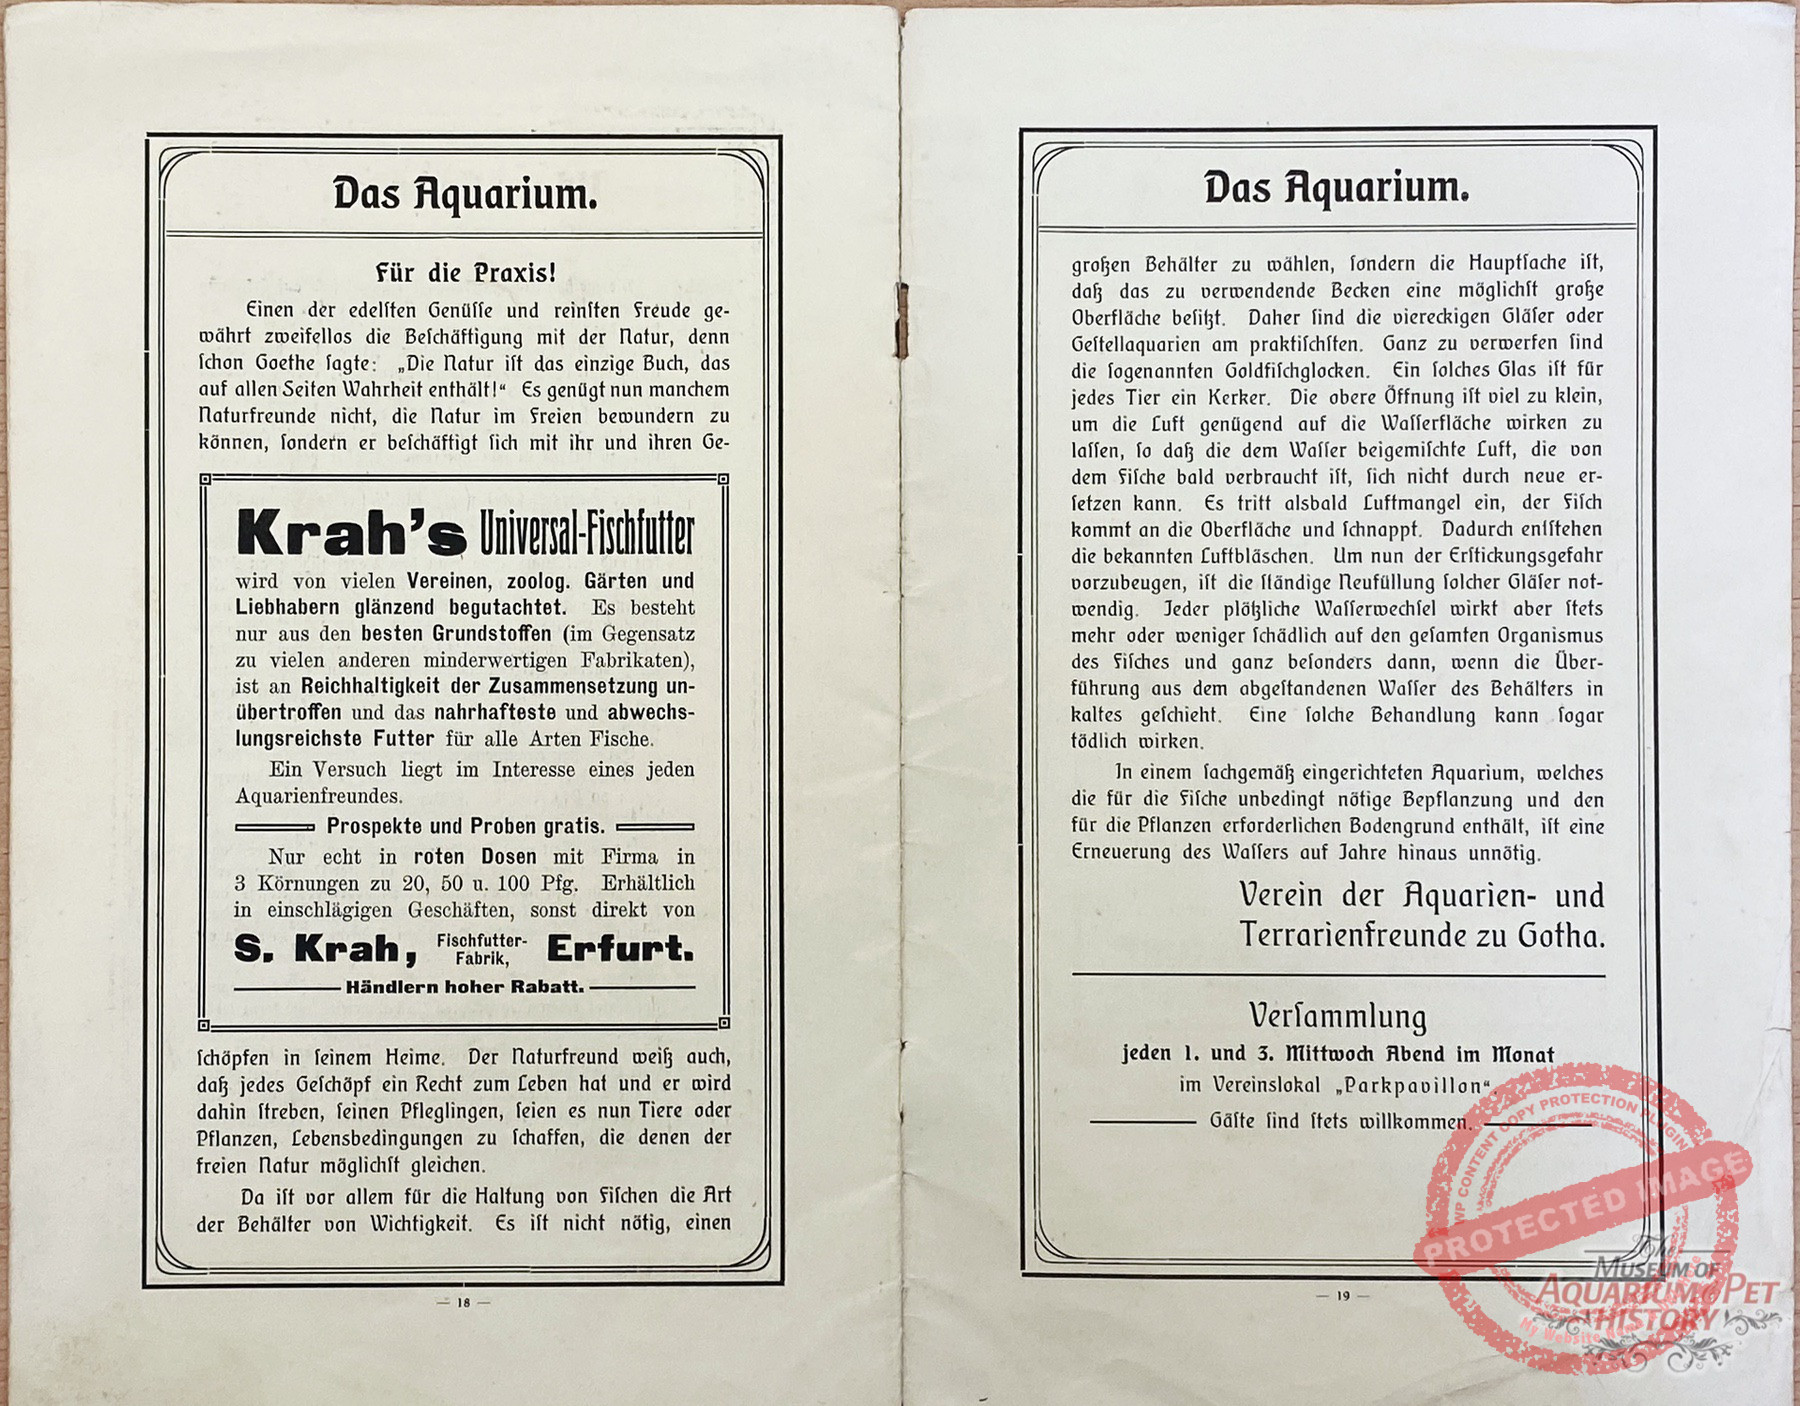 Das Aquarium.
Für die Praxis!
Einen der edelſten Genüſſe und reinſten Freude ge-
währt zweifellos die Beſchäftigung mit der Natur, denn
ſchon Goethe ſagte: „Die Natur iſt das einzige Buch, das
auf allen Seiten Wahrheit enthält!“ Es genügt nun manchem
Naturfreunde nicht, die Natur im Freien bewundern zu
können, ſondern er beſchäftigt ſich mit ihr und ihren Ge-
Krah's Universal-Fischfutter
wird von vielen Vereinen, zoolog. Gärten und
Liebhabern glänzend begutachtet. Es besteht
nur aus den besten Grundstoffen (im Gegensatz
zu vielen anderen minderwertigen Fabrikaten),
ist an Reichhaltigkeit der Zusammensetzung un-
übertroffen und das nahrhafteste und abwechs-
lungsreichste Futter für alle Arten Fische.
Ein Versuch liegt im Interesse eines jeden
Aquarienfreundes.
Prospekte und Proben gratis.
Nur echt in roten Dosen mit Firma in
3 Körnungen zu 20, 50 u. 100 Pfg. Erhältlich
in einschlägigen Geschäften, sonst direkt von
S. Krah, Fischfutter-Fabrik, Erfurt.
Händlern hoher Rabatt.
ſchöpfen in ſeinem Heime. Der Naturfreund weiß auch,
daß jedes Geſchöpf ein Recht zum Leben hat und er wird
dahin ſtreben, ſeinen Pfleglingen, ſeien es nun Tiere oder
Pflanzen, Lebensbedingungen zu ſchaffen, die denen der
freien Natur möglichſt gleichen.
Da iſt vor allem für die Haltung von Fiſchen die Art
der Behälter von Wichtigkeit. Es iſt nicht nötig, einen
— 18 —
Das Aquarium.
großen Behälter zu wählen, ſondern die Hauptſache iſt,
daß das zu verwendende Becken eine möglichſt große
Oberfläche beſitzt. Daher ſind die viereckigen Gläſer oder
Geſtellaquarien am praktiſchſten. Ganz zu verwerfen ſind
die ſogenannten Goldfiſchglocken. Ein ſolches Glas iſt für
jedes Tier ein Kerker. Die obere Öffnung iſt viel zu klein,
um die Luft genügend auf die Waſſerfläche wirken zu
laſſen, ſo daß die dem Waſſer beigemiſchte Luft, die von
dem Fiſche bald verbraucht iſt, ſich nicht durch neue er-
ſetzen kann. Es tritt alsbald Luftmangel ein, der Fiſch
kommt an die Oberfläche und ſchnappt. Dadurch entſtehen
die bekannten Luftbläschen. Um nun der Erſtickungsgefahr
vorzubeugen, iſt die ſtändige Neufüllung ſolcher Gläſer not-
wendig. Jeder plötzliche Waſſerwechſel wirkt aber ſtets
mehr oder weniger ſchädlich auf den geſamten Organismus
des Fiſches und ganz beſonders dann, wenn die Über-
führung aus dem abgeſtandenen Waſſer des Behälters in
kaltes geſchieht. Eine ſolche Behandlung kann ſogar
tödlich wirken.
In einem ſachgemäß eingerichteten Aquarium, welches
die für die Fiſche unbedingt nötige Bepflanzung und den
für die Pflanzen erforderlichen Bodengrund enthält, iſt eine
Erneuerung des Waſſers auf Jahre hinaus unnötig.
Verein der Aquarien- und
Terrarienfreunde zu Gotha.
Verſammlung
jeden 1. und 3. Mittwoch Abend im Monat
im Vereinslokal „Parkpavillon“.
Gäſte ſind ſtets willkommen.
— 19 —
WP CONTENT COPY PROTECTION PLUGIN
PROTECTED IMAGE
My Website
The
Museum of
Aquarium & Pet
History